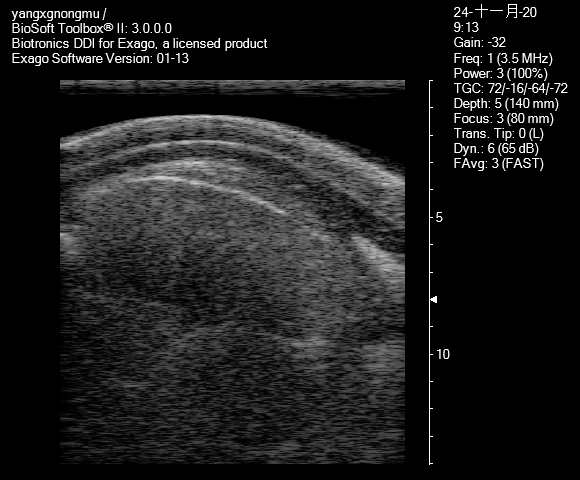 yangxgnongmu /
BioSoft Toolbox® II: 3.0.0.0
Biotronics DDI for Exago, a licensed product
Exago Software Version: 01-13
24-十一月-20
9:13
Gain: -32
Freq: 1 (3.5 MHz)
Power: 3 (100%)
TGC: 72/-16/-64/-72
Depth: 5 (140 mm)
Focus: 3 (80 mm)
Trans. Tip: 0 (L)
Dyn.: 6 (65 dB)
FAvg: 3 (FAST)
5
10